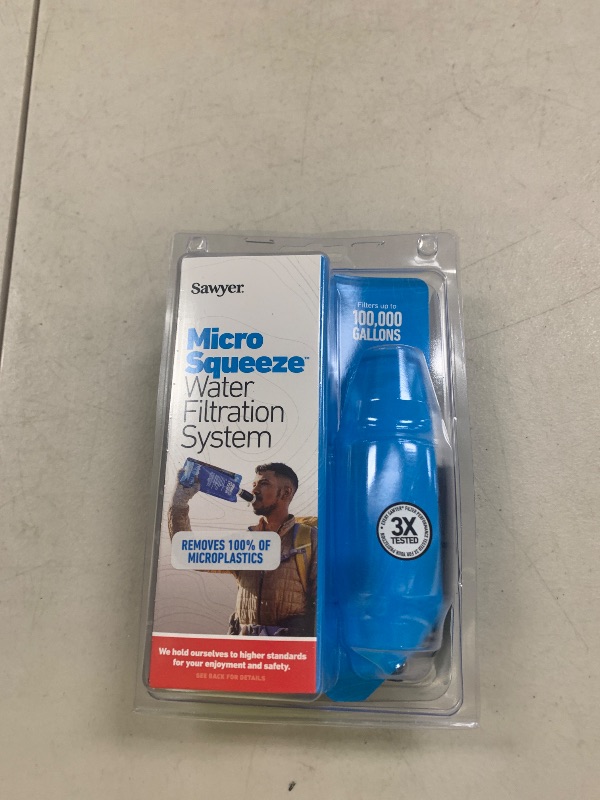 Sawyer.
Micro
Squeeze™
Water
Filtration
System
REMOVES 100% OF
MICROPLASTICS
We hold ourselves to higher standards
for your enjoyment and safety.
SEE BACK FOR DETAILS
Filters up to
100,000
GALLONS
3X
TESTED